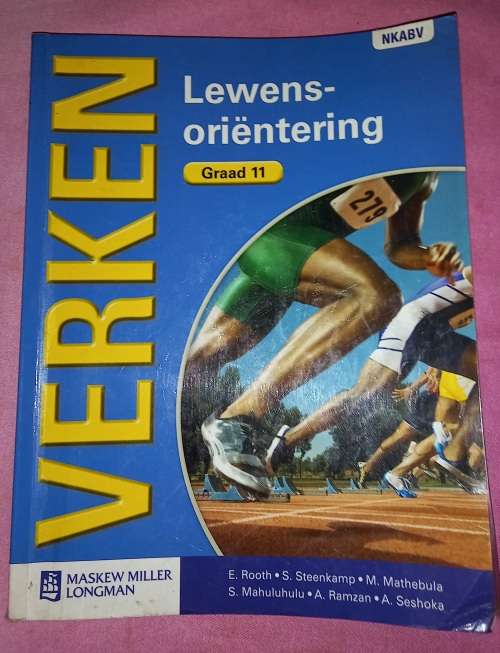 NKABV
VERKEN
Lewens-
oriëntering
Graad 11
279
MASKEW MILLER
LONGMAN
E. Rooth • S. Steenkamp • M. Mathebula
S. Mahuluhulu • A. Ramzan • A. Seshoka